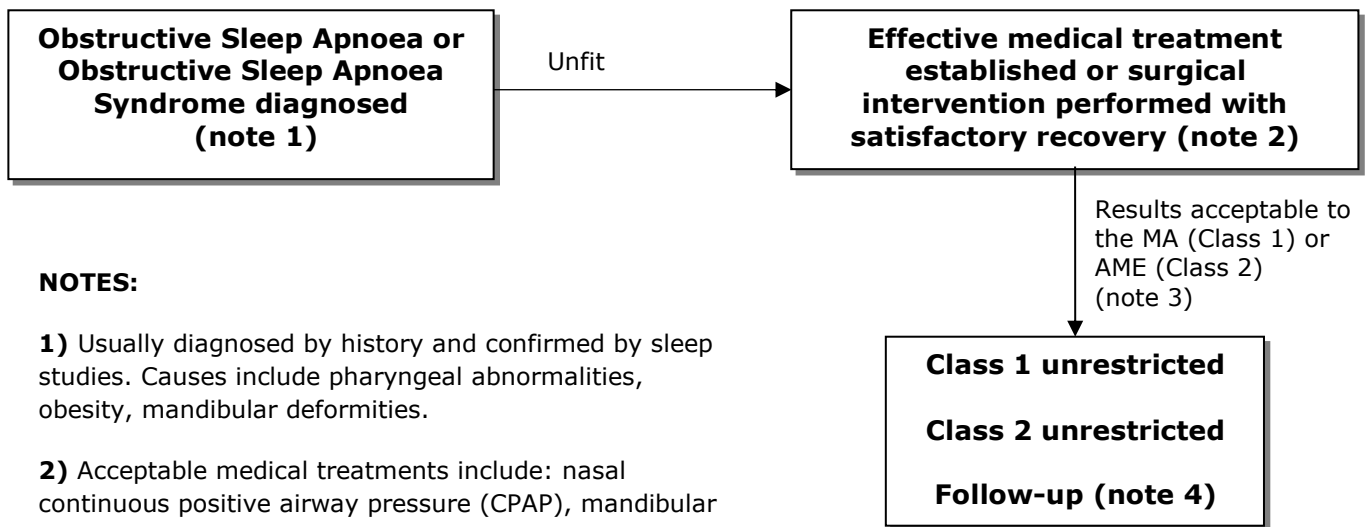 Obstructive Sleep Apnoea or
Obstructive Sleep Apnoea
Syndrome diagnosed
(note 1)
Unfit
Effective medical treatment
established or surgical
intervention performed with
satisfactory recovery (note 2)
Results acceptable to
the MA (Class 1) or
AME (Class 2)
(note 3)
Class 1 unrestricted
Class 2 unrestricted
Follow-up (note 4)
NOTES:
1) Usually diagnosed by history and confirmed by sleep
studies. Causes include pharyngeal abnormalities,
obesity, mandibular deformities.
2) Acceptable medical treatments include: nasal
continuous positive airway pressure (CPAP), mandibular